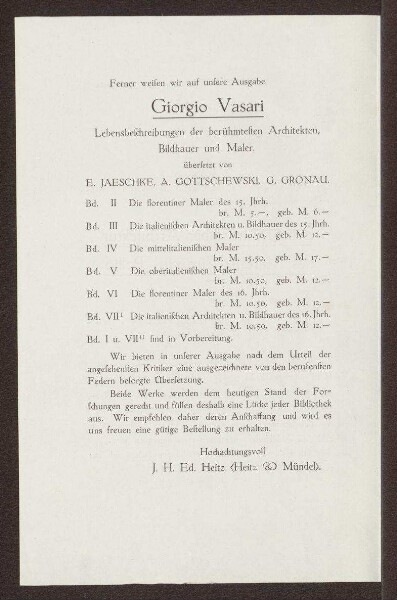 Ferner weisen wir auf unsere Ausgabe
Giorgio Vasari
Lebensbeschreibungen der berühmtesten Architekten,
Bildhauer und Maler.
übersetzt von
E. JAESCHKE, A. GOTTSCHEWSKI, G. GRONAU.
Bd. II Die florentiner Maler des 15. Jhrh.
br. M. 5.—, geb. M. 6.—
Bd. III Die italienischen Architekten u. Bildhauer des 15. Jhrh.
br. M. 10.50, geb. M. 12.—
Bd. IV Die mittelitalienischen Maler
br. M. 15.50, geb. M. 17.—
Bd. V Die oberitalienischen Maler
br. M. 10.50, geb. M. 12.—
Bd. VI Die florentiner Maler des 16. Jhrh.
br. M. 10.50, geb. M. 12.—
Bd. VII¹ Die italienischen Architekten u. Bildhauer des 16. Jhrh.
br. M. 10.50, geb. M. 12.—
Bd. I u. VII¹¹ sind in Vorbereitung.
Wir bieten in unserer Ausgabe nach dem Urteil der
angesehensten Kritiker eine ausgezeichnete von den berufensten
Federn besorgte Übersetzung.
Beide Werke werden dem heutigen Stand der For-
schungen gerecht und füllen deshalb eine Lücke jeder Bibliothek
aus. Wir empfehlen daher deren Anschaffung und wird es
uns freuen eine gütige Bestellung zu erhalten.
Hochachtungsvoll
J. H. Ed. Heitz (Heitz & Mündel).